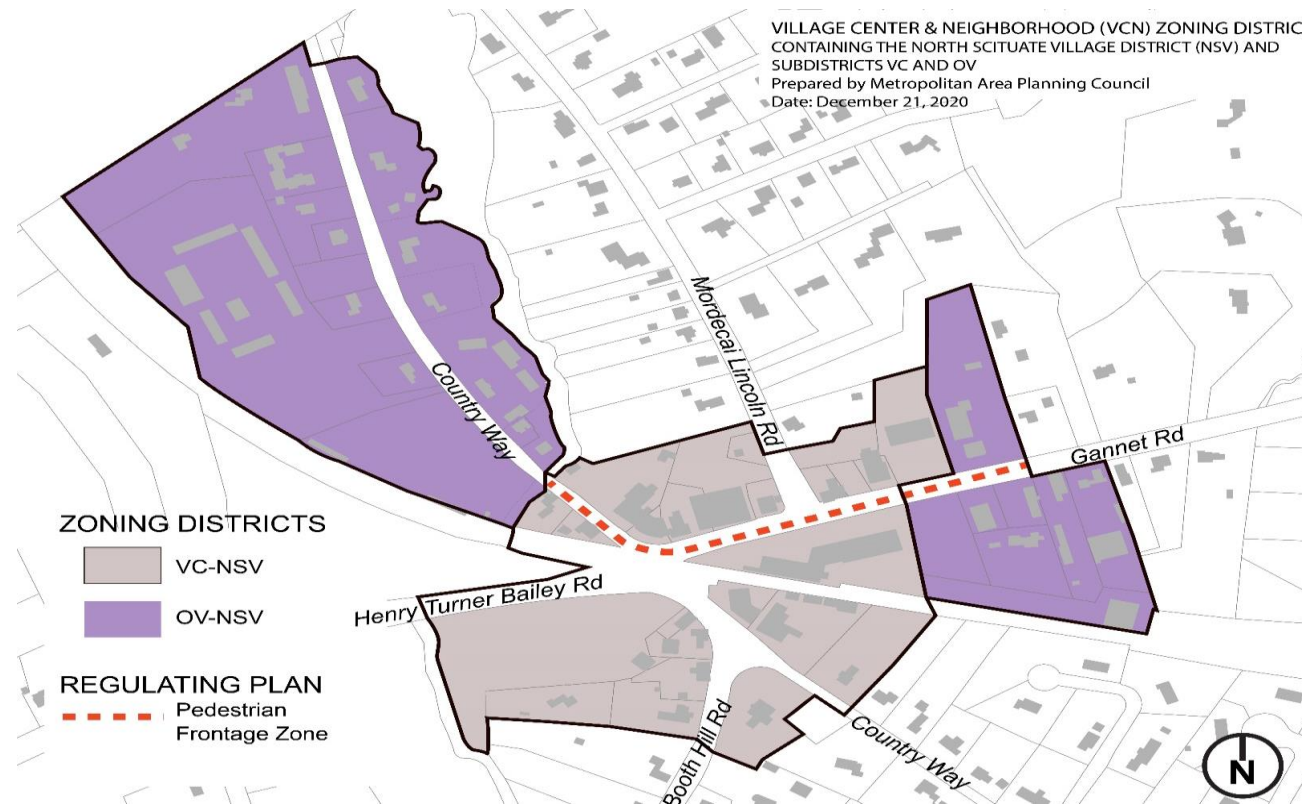 VILLAGE CENTER & NEIGHBORHOOD (VCN) ZONING DISTRIC
CONTAINING THE NORTH SCITUATE VILLAGE DISTRICT (NSV) AND
SUBDISTRICTS VC AND OV
Prepared by Metropolitan Area Planning Council
Date: December 21, 2020
Mordecai Lincoln Rd
Country Way
Gannet Rd
ZONING DISTRICTS
VC-NSV
OV-NSV
Henry Turner Bailey Rd
REGULATING PLAN
Pedestrian
Frontage Zone
Booth Hill Rd
Country Way
N